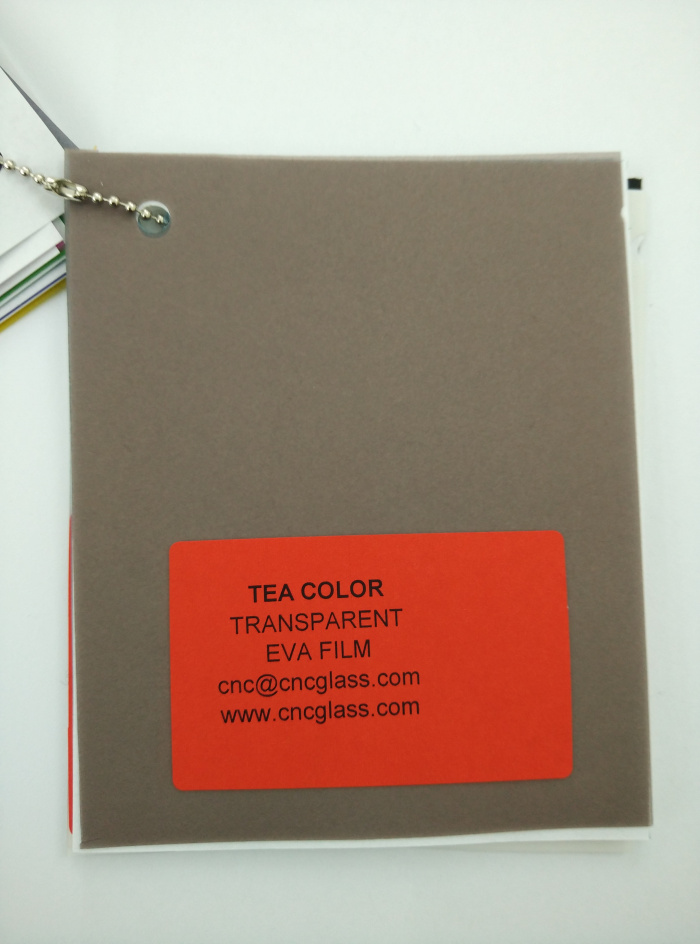 TEA COLOR
TRANSPARENT
EVA FILM
cnc@cncglass.com
www.cncglass.com